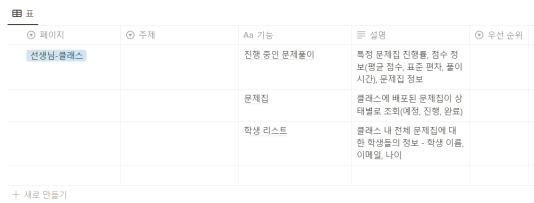 표
페이지 주제 Aa 기능 설명 우선 순위
선생님-클래스 진행 중인 문제풀이 특정 문제집 진행률, 점수 정
보(평균 점수, 표준 편차, 풀이
시간), 문제집 정보
문제집 클래스에 배포된 문제집이 상
태별로 조회(예정, 진행, 완료)
학생 리스트 클래스 내 전체 문제집에 대
한 학생들의 정보 - 학생 이름,
이메일, 나이
+ 새로 만들기